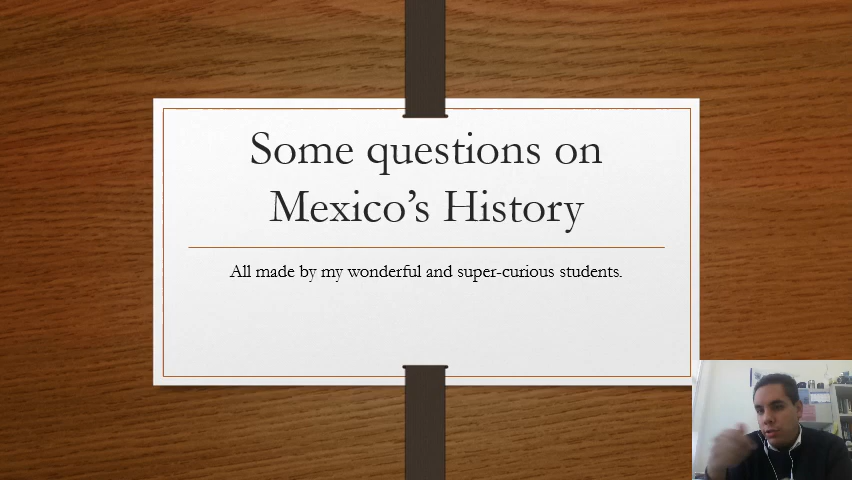 Some questions on
Mexico’s History
All made by my wonderful and super-curious students.